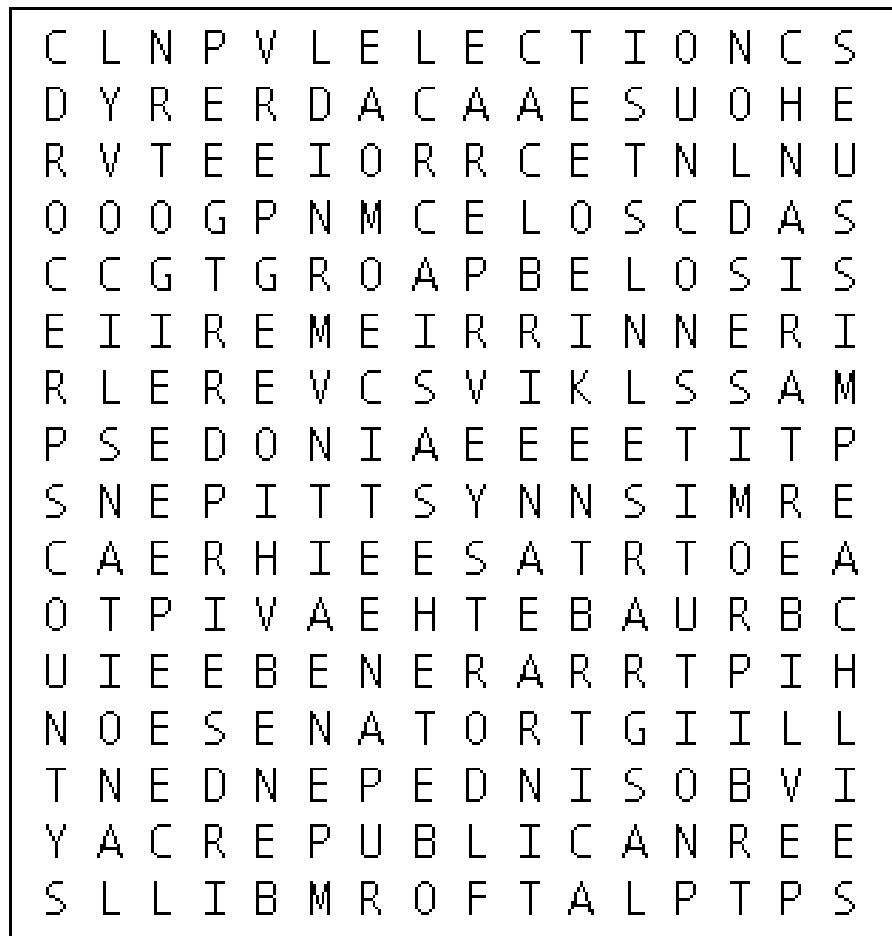 C L N P V L E L E C T I O N C S
D Y R E R D A C A A E S U O H E
R V T E E I O R R C E T N L N U
O O O G P N M C E L O S C D A S
C C G T G R O A P B E L O S I S
E I I R E M E I R R I N N E R I
R L E R E V C S V I K L S S A M
P S E D O N I A E E E E T I T P
S N E P I T T S Y N N S I M R E
C A E R H I E E S A T R T O E A
O T P I V A E H T E B A U R B C
U I E E B E N E R A R R T P I H
N O E S E N A T O R T G I I L L
T N E D N E P E D N I S O B V I
Y A C R E P U B L I C A N R E E
S L L I B M R O F T A L P T P S